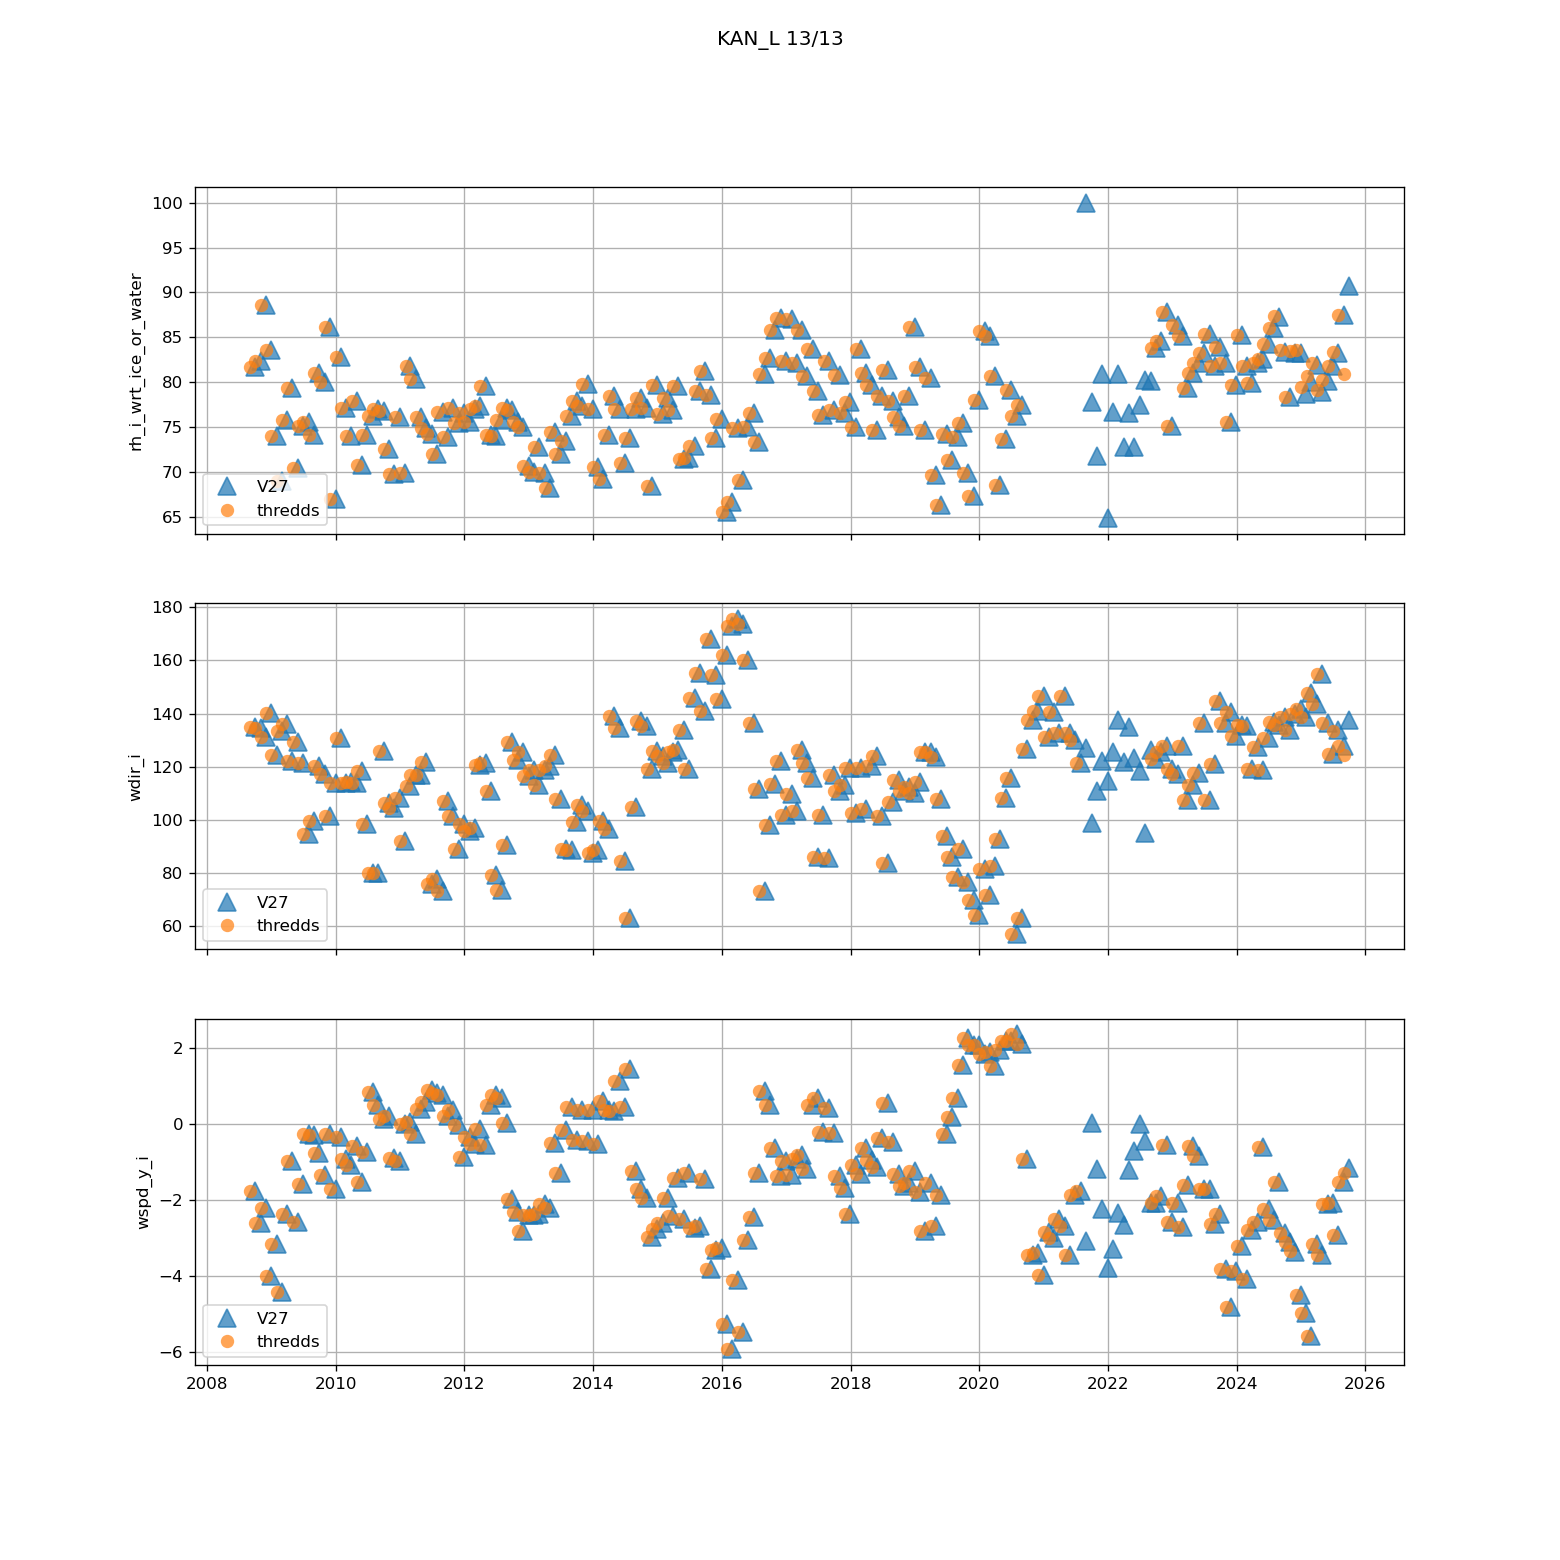 KAN_L 13/13
100
95
90
85
80
75
70
65
rh_i_wrt_ice_or_water
V27
thredds
180
160
140
120
100
80
60
wdir_i
V27
thredds
2
0
−2
−4
−6
wspd_y_i
V27
thredds
2008 2010 2012 2014 2016 2018 2020 2022 2024 2026